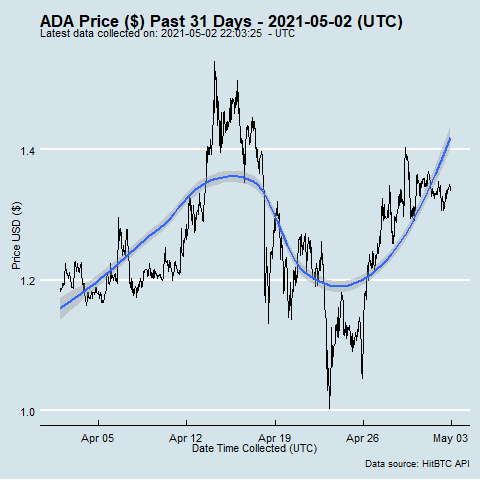 ADA Price ($) Past 31 Days - 2021-05-02 (UTC)
Latest data collected on: 2021-05-02 22:03:25 - UTC
Price USD ($)
1.4
1.2
1.0
Apr 05
Apr 12
Apr 19
Apr 26
May 03
Date Time Collected (UTC)
Data source: HitBTC API